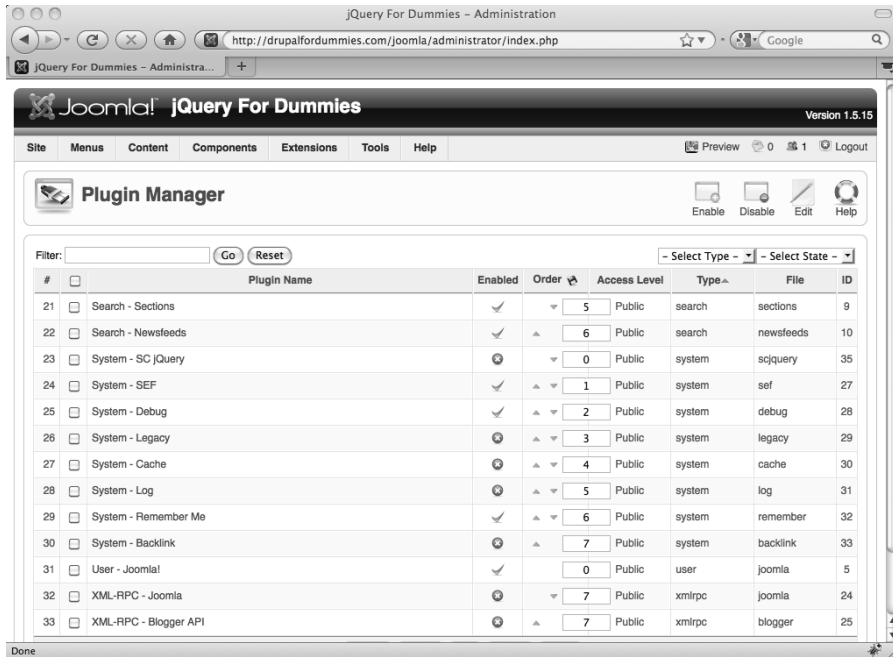 jQuery For Dummies – Administration
http://drupalfordummies.com/joomla/administrator/index.php
Google
jQuery For Dummies – Administra...
+
Joomla! jQuery For Dummies
Version 1.5.15
Site Menus Content Components Extensions Tools Help Preview 0 1 Logout
Plugin Manager
Enable Disable Edit Help
Filter: Go Reset – Select Type – – Select State –
# Plugin Name Enabled Order Access Level Type File ID
21 Search - Sections 5 Public search sections 9
22 Search - Newsfeeds 6 Public search newsfeeds 10
23 System - SC jQuery 0 Public system scjquery 35
24 System - SEF 1 Public system sef 27
25 System - Debug 2 Public system debug 28
26 System - Legacy 3 Public system legacy 29
27 System - Cache 4 Public system cache 30
28 System - Log 5 Public system log 31
29 System - Remember Me 6 Public system remember 32
30 System - Backlink 7 Public system backlink 33
31 User - Joomla! 0 Public user joomla 5
32 XML-RPC - Joomla 7 Public xmlrpc joomla 24
33 XML-RPC - Blogger API 7 Public xmlrpc blogger 25
Done